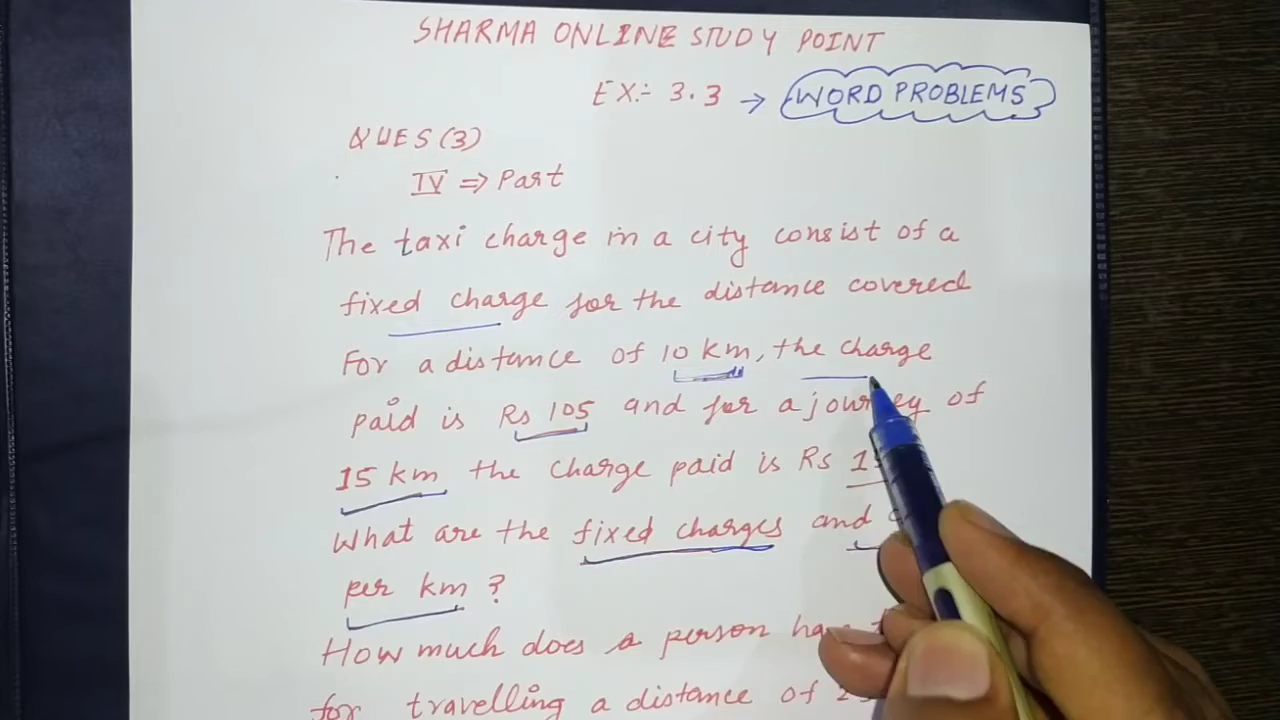 SHARMA ONLINE STUDY POINT
EX:- 3.3 → WORD PROBLEMS
QUES (3)
IV ⇒ Part
The taxi charge in a city consist of a
fixed charge for the distance covered
For a distance of 10 km, the charge
paid is Rs 105 and for a journey of
15 km the charge paid is Rs
What are the fixed charges and
per km ?
How much does a person
for travelling a distance of